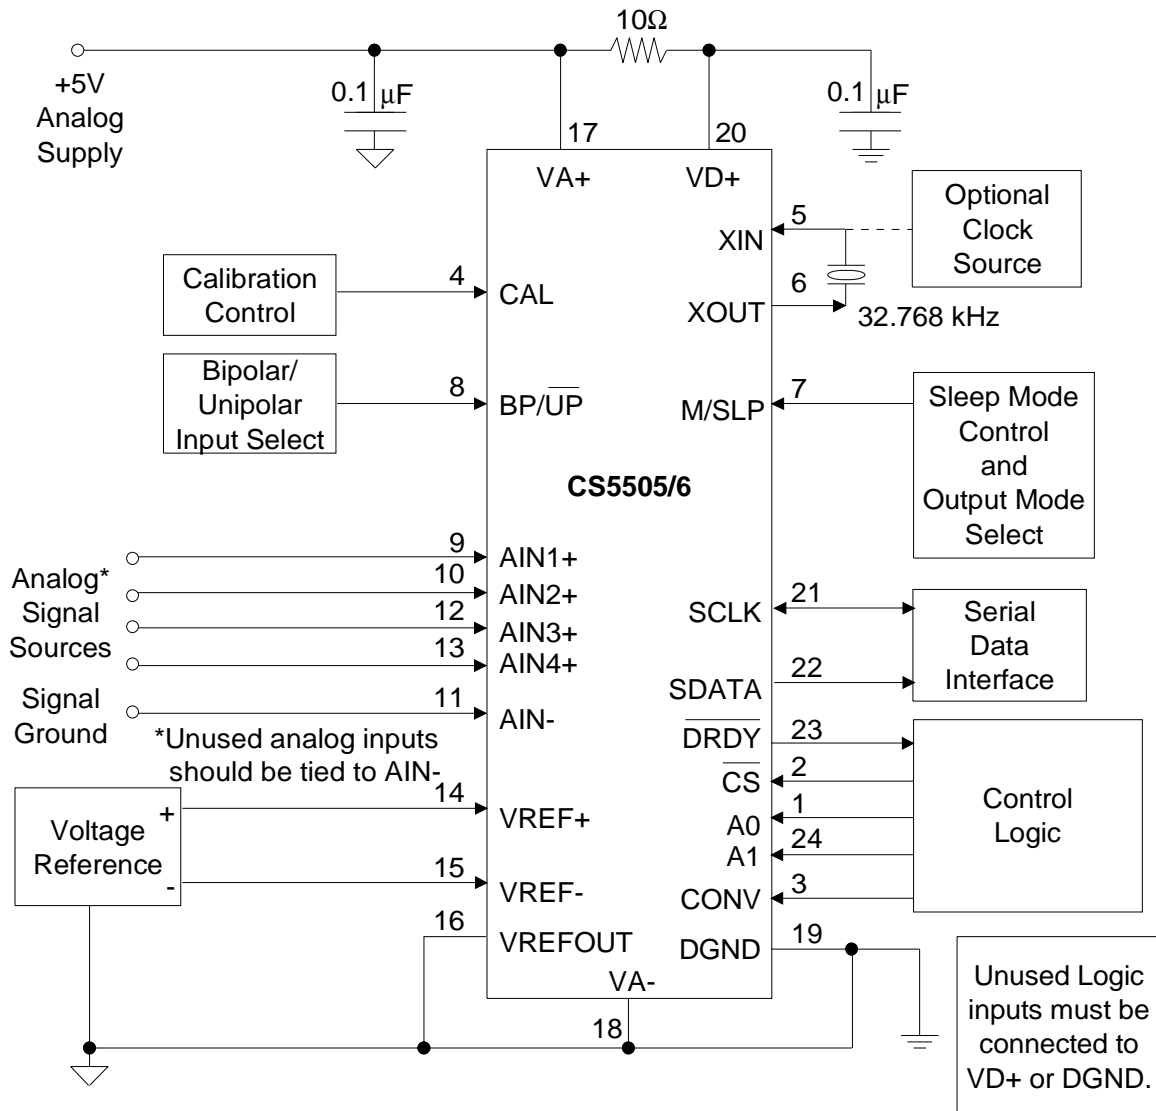 10Ω
+5V
Analog
Supply
0.1 μF
0.1 μF
17
20
VA+
VD+
Optional
Clock
Source
5
XIN
6
XOUT
32.768 kHz
Calibration
Control
4
CAL
Bipolar/
Unipolar
Input Select
8
BP/U̅P̅
7
M/SLP
Sleep Mode
Control
and
Output Mode
Select
CS5505/6
Analog*
Signal
Sources
9
AIN1+
10
AIN2+
12
AIN3+
13
AIN4+
Signal
Ground
11
AIN-
*Unused analog inputs
should be tied to AIN-
21
SCLK
22
SDATA
Serial
Data
Interface
D̅R̅D̅Y̅
23
C̅S̅
2
A0
1
A1
24
CONV
3
Control
Logic
Voltage
Reference
+
-
14
VREF+
15
VREF-
16
VREFOUT
DGND
19
VA-
18
Unused Logic
inputs must be
connected to
VD+ or DGND.